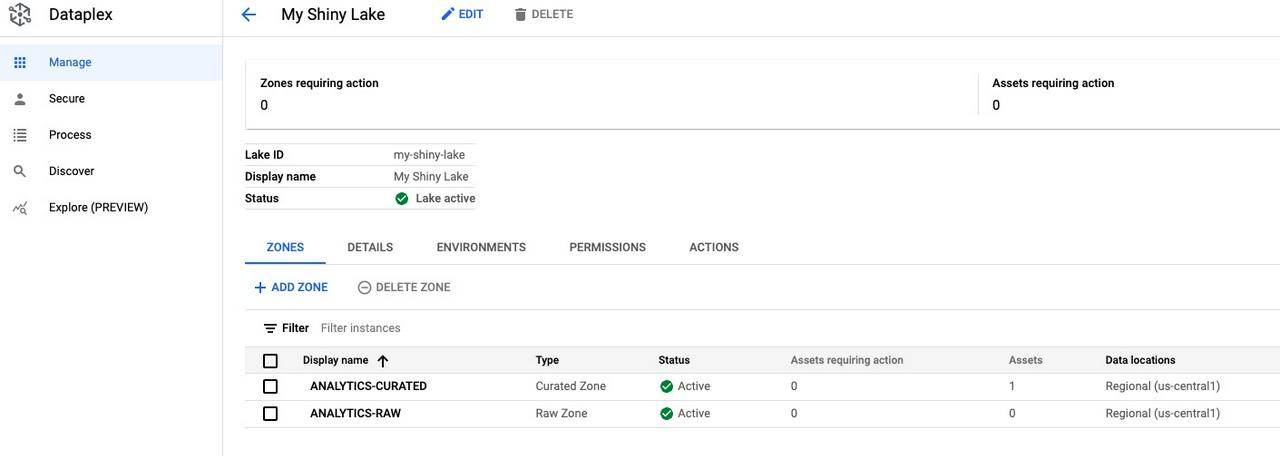 Dataplex
My Shiny Lake EDIT DELETE
Manage
Secure
Process
Discover
Explore (PREVIEW)
Zones requiring action
0
Assets requiring action
0
Lake ID my-shiny-lake
Display name My Shiny Lake
Status Lake active
ZONES DETAILS ENVIRONMENTS PERMISSIONS ACTIONS
ADD ZONE DELETE ZONE
Filter Filter instances
Display name Type Status Assets requiring action Assets Data locations
ANALYTICS-CURATED Curated Zone Active 0 1 Regional (us-central1)
ANALYTICS-RAW Raw Zone Active 0 0 Regional (us-central1)